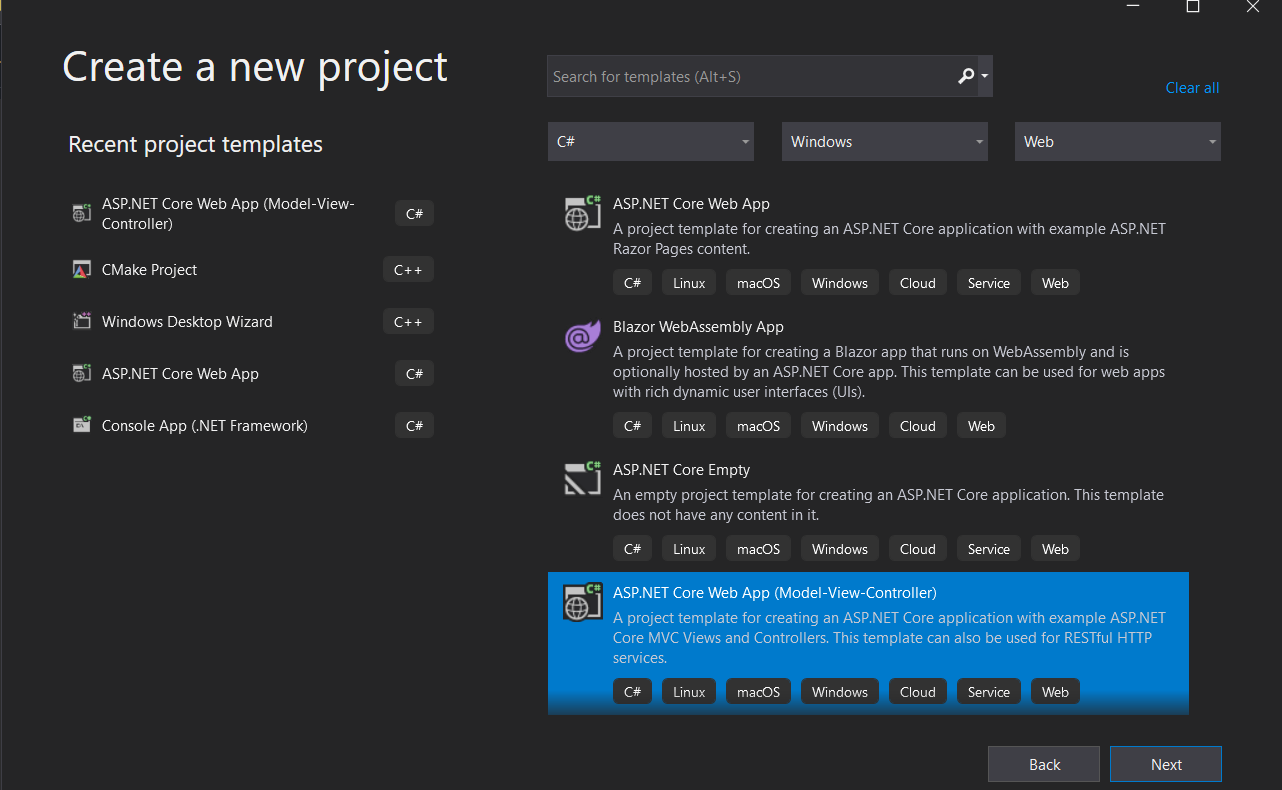 Create a new project
Search for templates (Alt+S)
Clear all
Recent project templates
C#
Windows
Web
ASP.NET Core Web App (Model-View-
Controller)
C#
CMake Project
C++
Windows Desktop Wizard
C++
ASP.NET Core Web App
C#
Console App (.NET Framework)
C#
ASP.NET Core Web App
A project template for creating an ASP.NET Core application with example ASP.NET
Razor Pages content.
C# Linux macOS Windows Cloud Service Web
Blazor WebAssembly App
A project template for creating a Blazor app that runs on WebAssembly and is
optionally hosted by an ASP.NET Core app. This template can be used for web apps
with rich dynamic user interfaces (UIs).
C# Linux macOS Windows Cloud Web
ASP.NET Core Empty
An empty project template for creating an ASP.NET Core application. This template
does not have any content in it.
C# Linux macOS Windows Cloud Service Web
ASP.NET Core Web App (Model-View-Controller)
A project template for creating an ASP.NET Core application with example ASP.NET
Core MVC Views and Controllers. This template can also be used for RESTful HTTP
services.
C# Linux macOS Windows Cloud Service Web
Back
Next